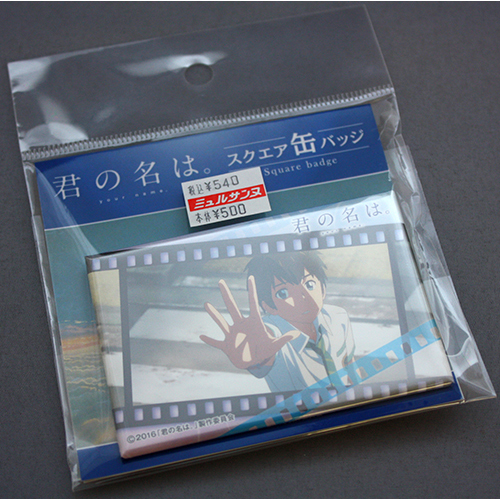 君の名は。
your name.
スクエア缶バッジ
Square badge
税込¥540
ミュルサンヌ
本体¥500
君の名は。
©2016「君の名は。」製作委員会